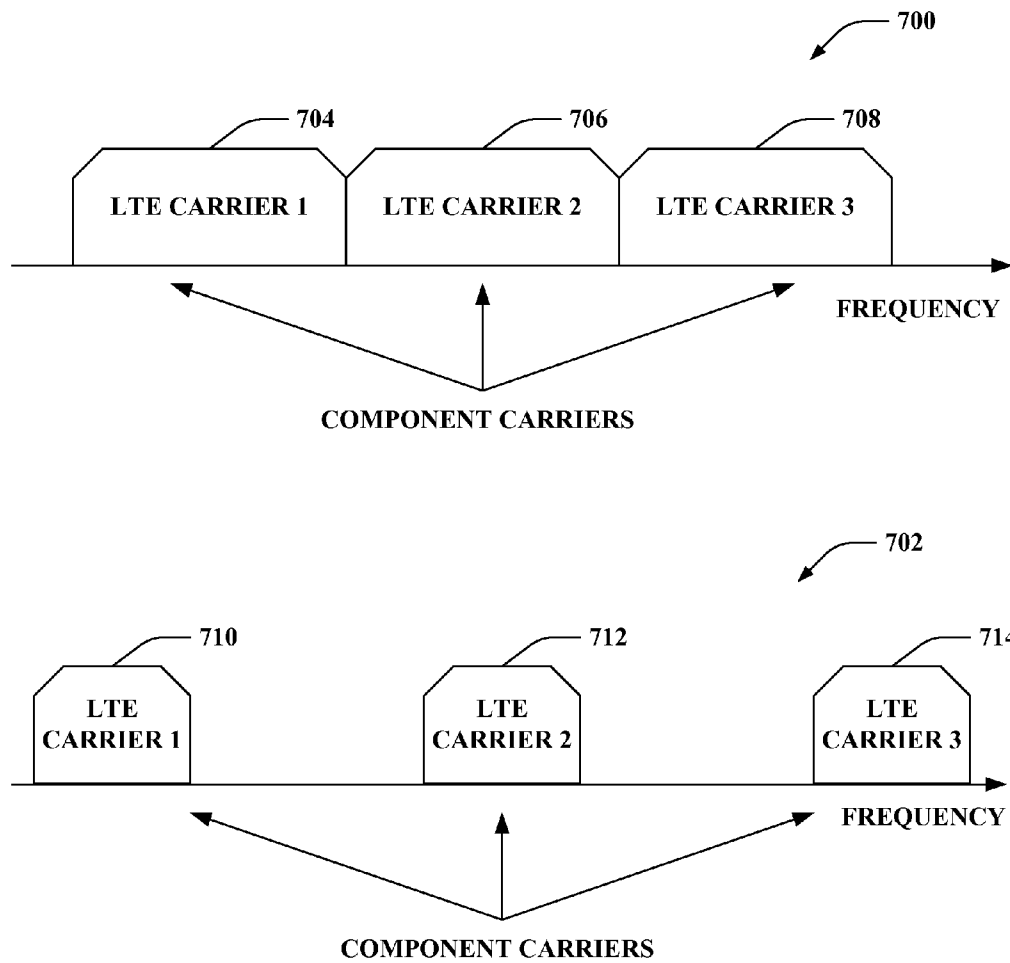 700
704
706
708
LTE CARRIER 1
LTE CARRIER 2
LTE CARRIER 3
FREQUENCY
COMPONENT CARRIERS
702
710
712
714
LTE
CARRIER 1
LTE
CARRIER 2
LTE
CARRIER 3
FREQUENCY
COMPONENT CARRIERS